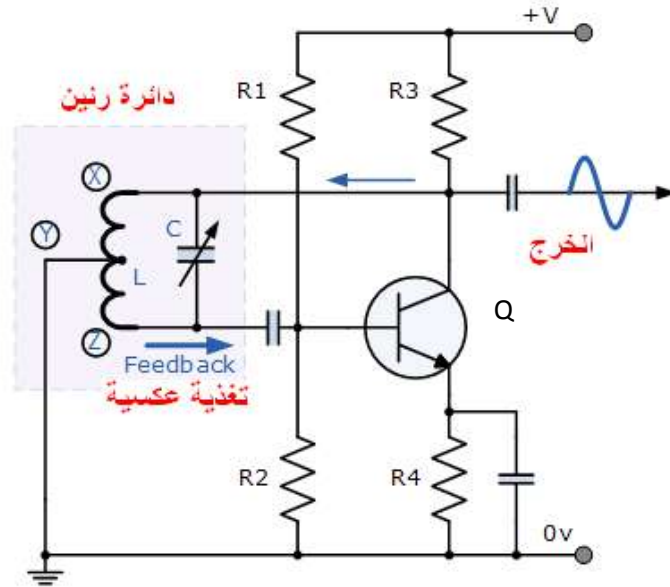 +V
R1
R3
دائرة رنين
X
Y
C
L
Z
الخرج
Q
Feedback
تغذية عكسية
R2
R4
0v